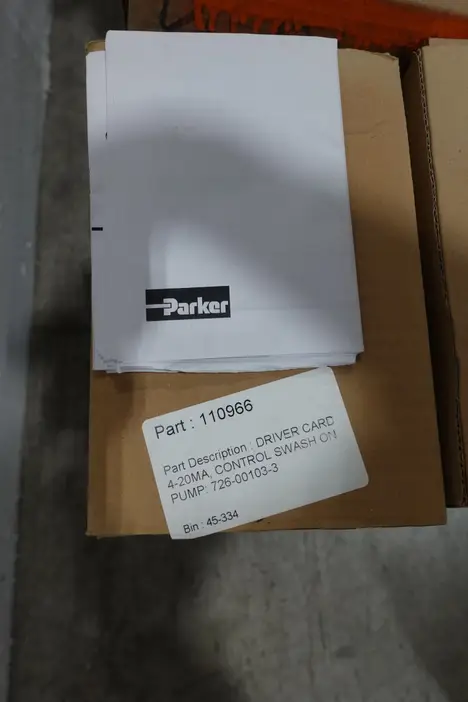 Parker
Part : 110966
Part Description : DRIVER CARD
4-20MA, CONTROL SWASH ON
PUMP: 726-00103-3
Bin : 45-334